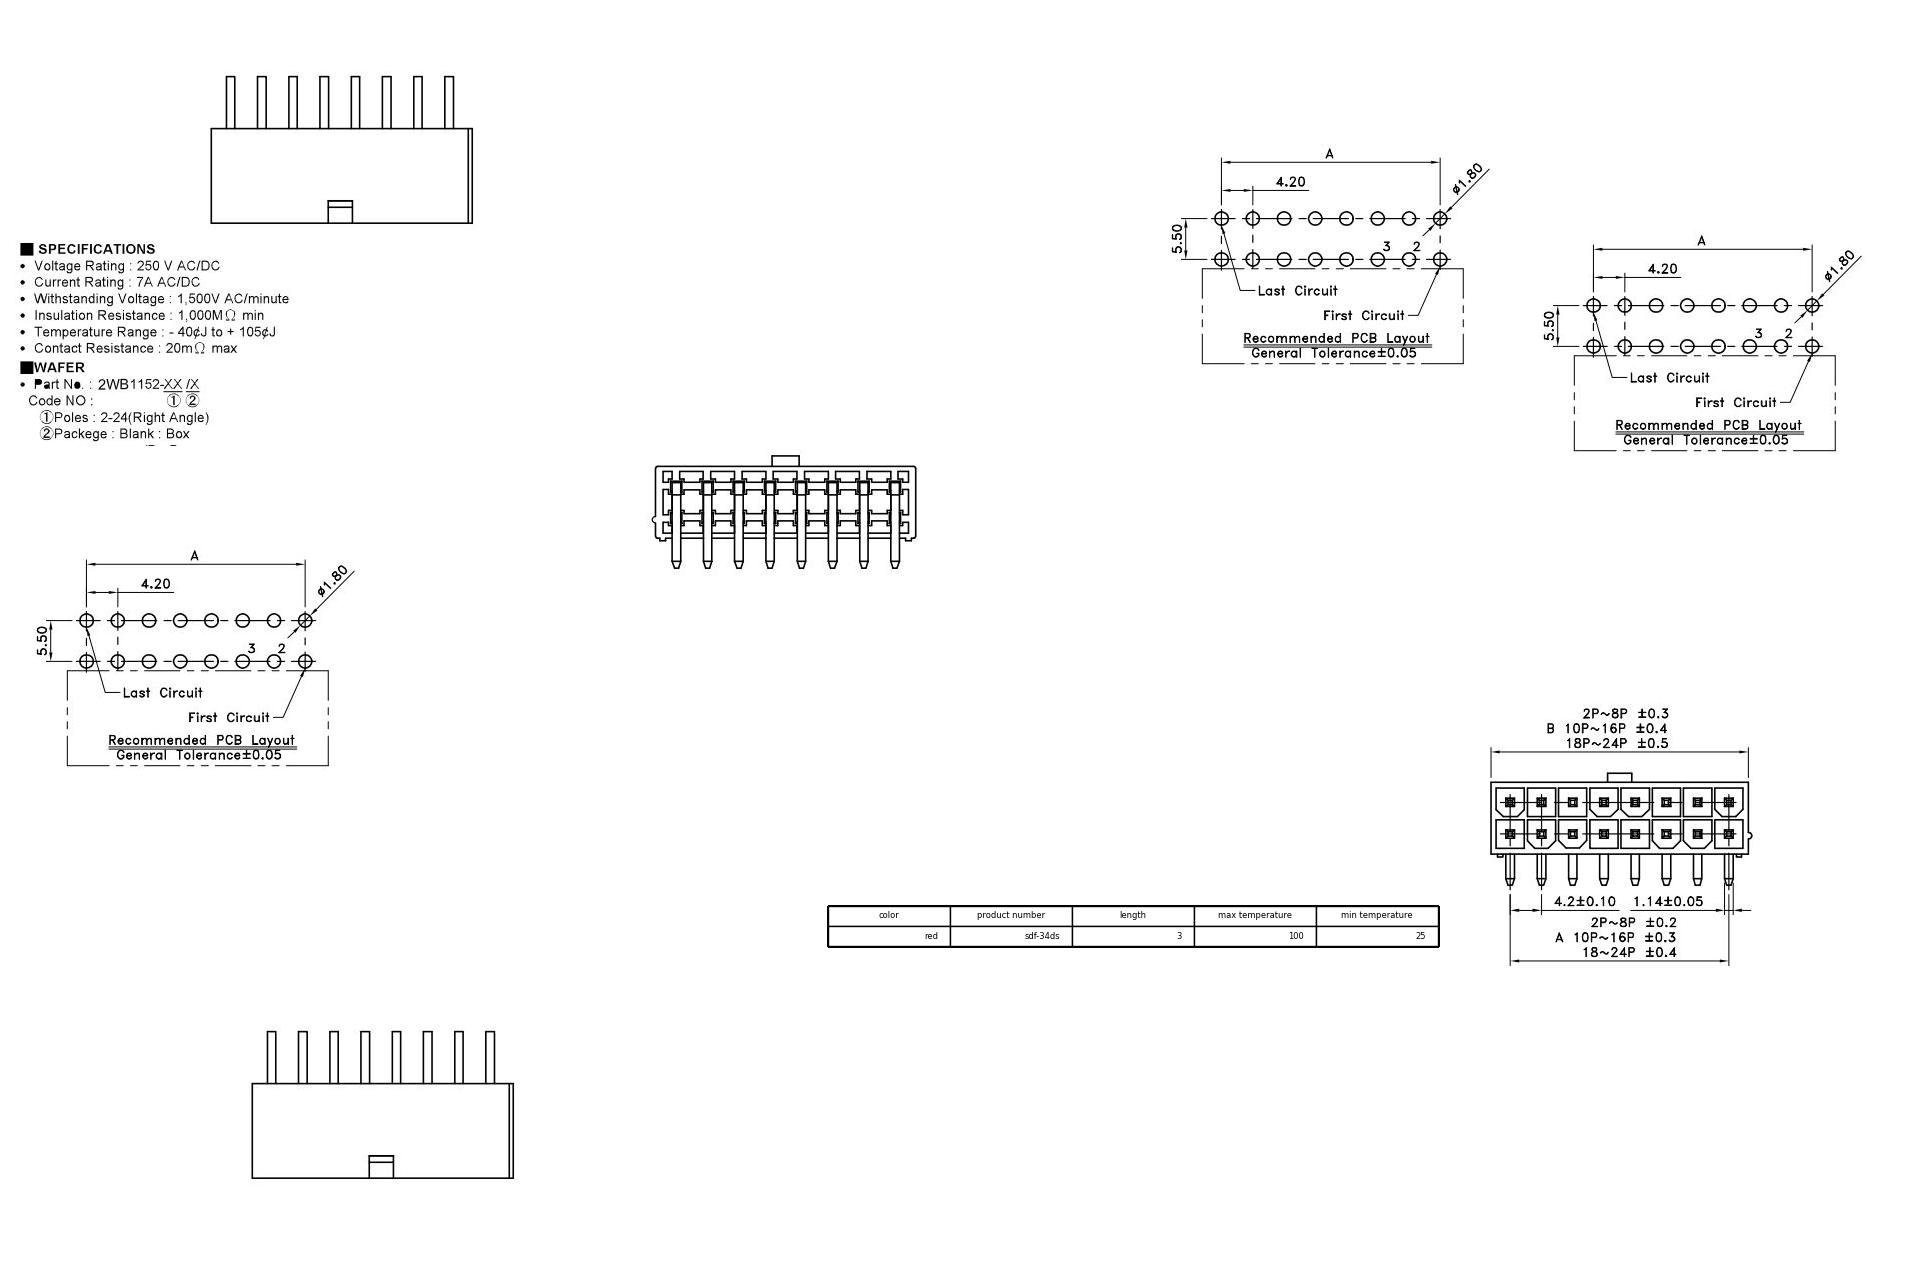 ■ SPECIFICATIONS
• Voltage Rating : 250 V AC/DC
• Current Rating : 7A AC/DC
• Withstanding Voltage : 1,500V AC/minute
• Insulation Resistance : 1,000MΩ min
• Temperature Range : - 40¢J to + 105¢J
• Contact Resistance : 20mΩ max
■WAFER
• Part No. : 2WB1152-XX /X
Code NO : ① ②
①Poles : 2-24(Right Angle)
②Packege : Blank : Box
A
4.20
ø1.80
5.50
3 2
Last Circuit
First Circuit
Recommended PCB Layout
General Tolerance±0.05
A
4.20
ø1.80
5.50
3 2
Last Circuit
First Circuit
Recommended PCB Layout
General Tolerance±0.05
A
4.20
ø1.80
5.50
3 2
Last Circuit
First Circuit
Recommended PCB Layout
General Tolerance±0.05
2P~8P ±0.3
B 10P~16P ±0.4
18P~24P ±0.5
4.2±0.10 1.14±0.05
2P~8P ±0.2
A 10P~16P ±0.3
18~24P ±0.4
color product number length max temperature min temperature
red sdf-34ds 3 100 25